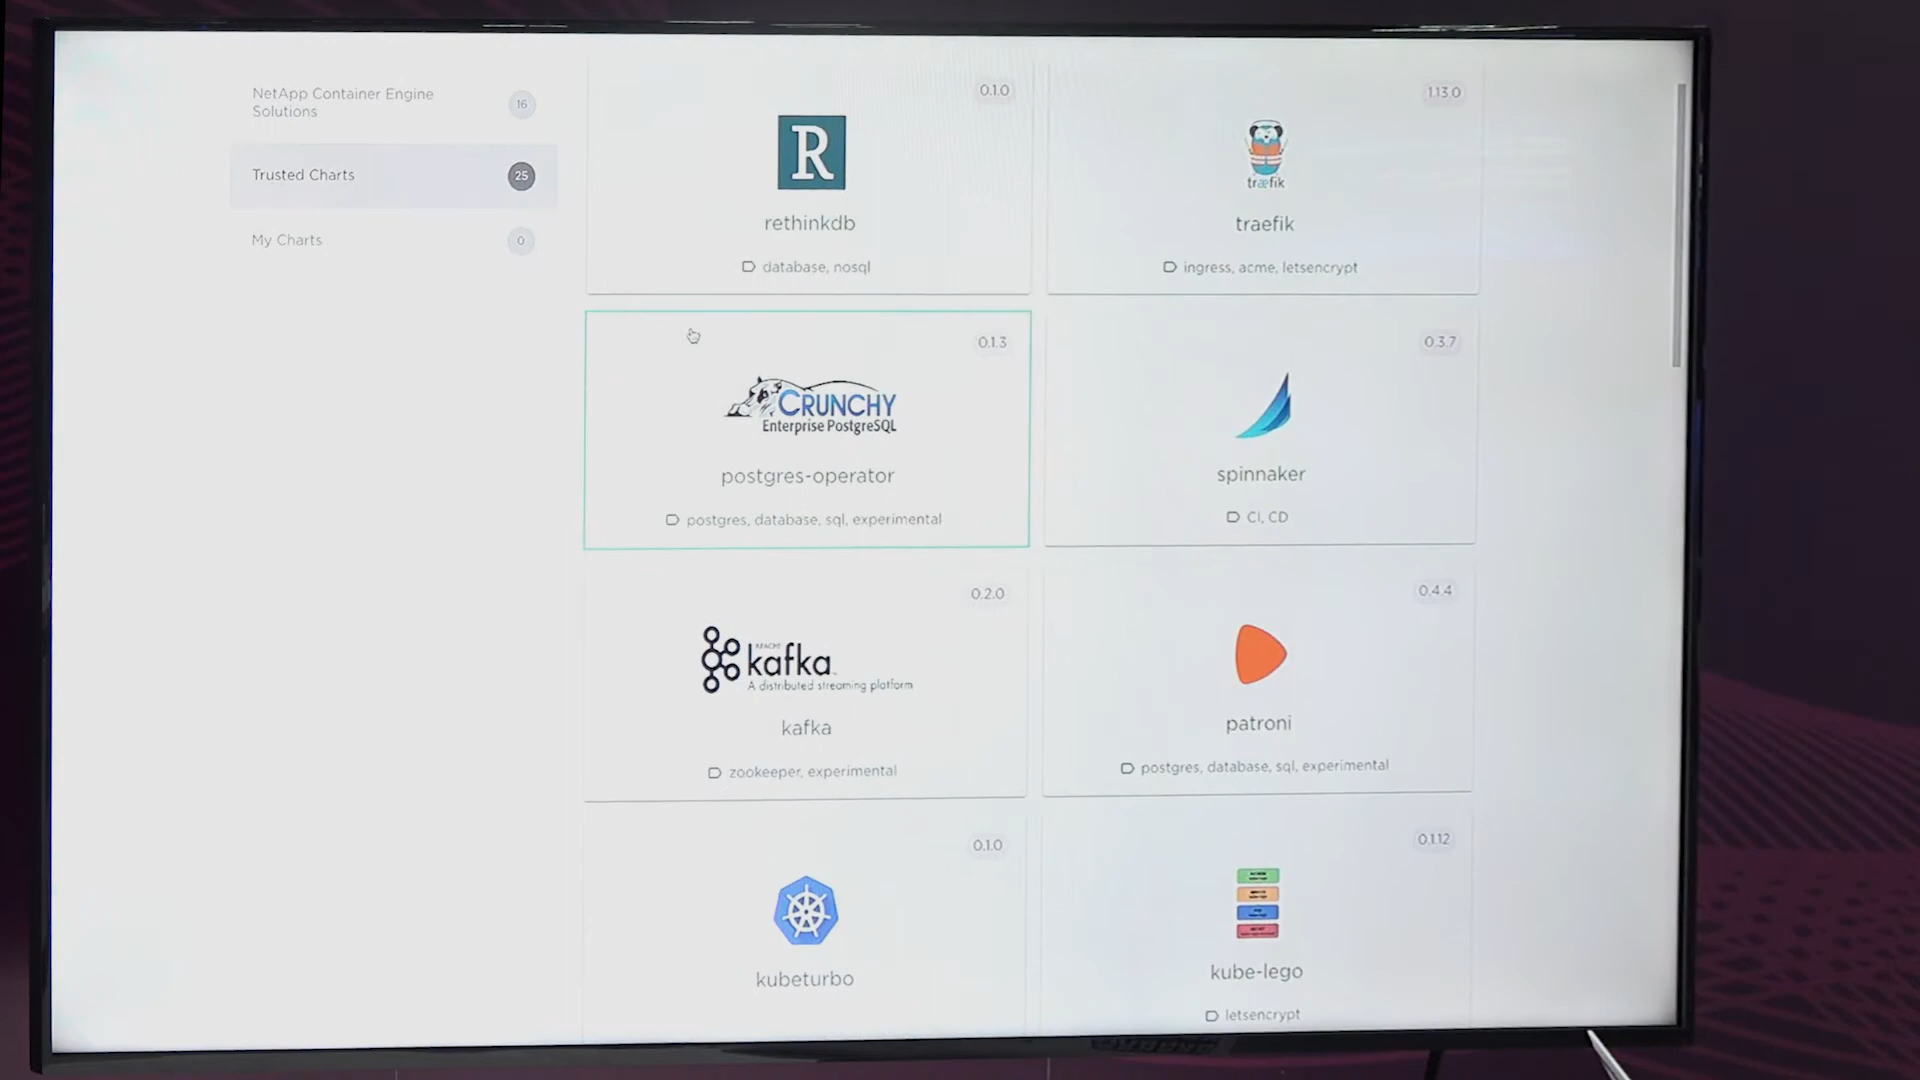 NetApp Container Engine
Solutions
16
Trusted Charts
25
My Charts
0
0.1.0
R
rethinkdb
database, nosql
1.13.0
træfik
traefik
ingress, acme, letsencrypt
0.1.3
CRUNCHY
Enterprise PostgreSQL
postgres-operator
postgres, database, sql, experimental
0.3.7
spinnaker
CI, CD
0.2.0
APACHE
kafka
A distributed streaming platform
kafka
zookeeper, experimental
0.4.4
patroni
postgres, database, sql, experimental
0.1.0
kubeturbo
0.1.12
kube-lego
letsencrypt